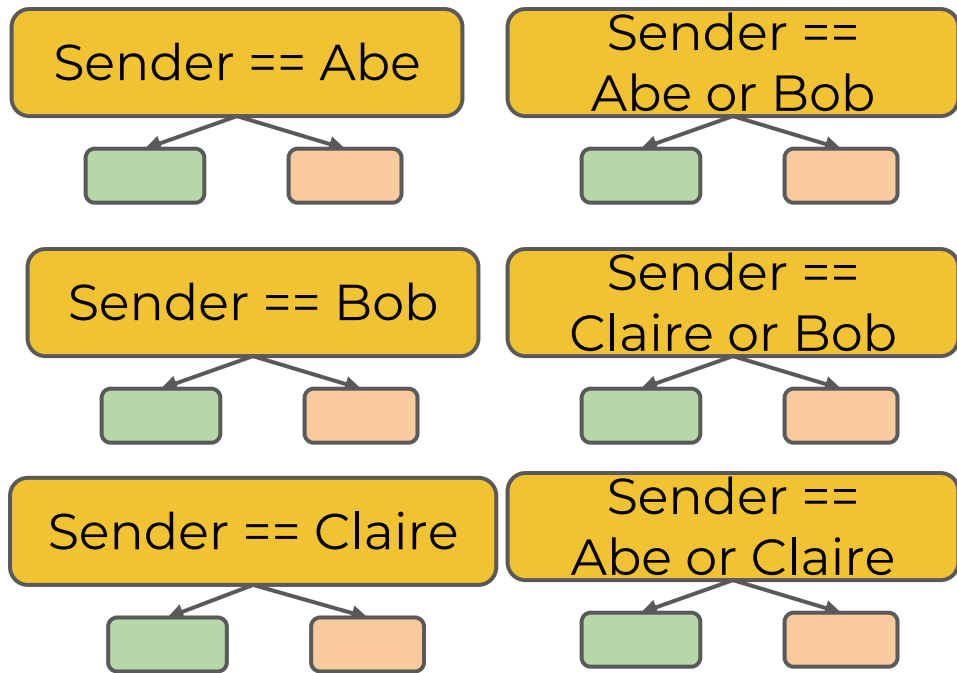 Sender == Abe
Sender ==
Abe or Bob
Sender == Bob
Sender ==
Claire or Bob
Sender == Claire
Sender ==
Abe or Claire